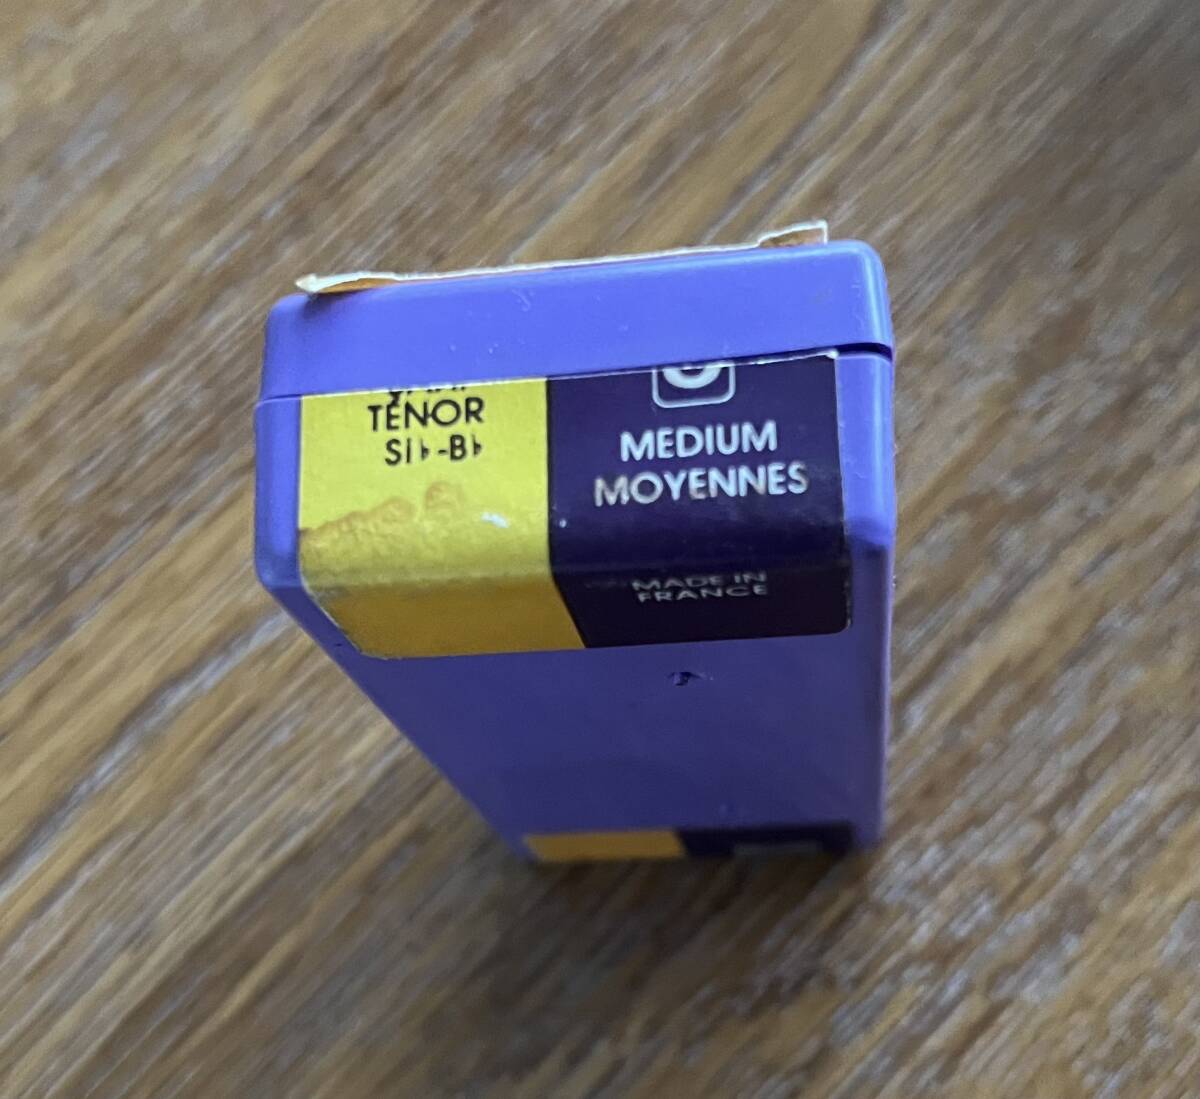 TENOR
SI♭-B♭
MEDIUM
MOYENNES
MADE IN
FRANCE